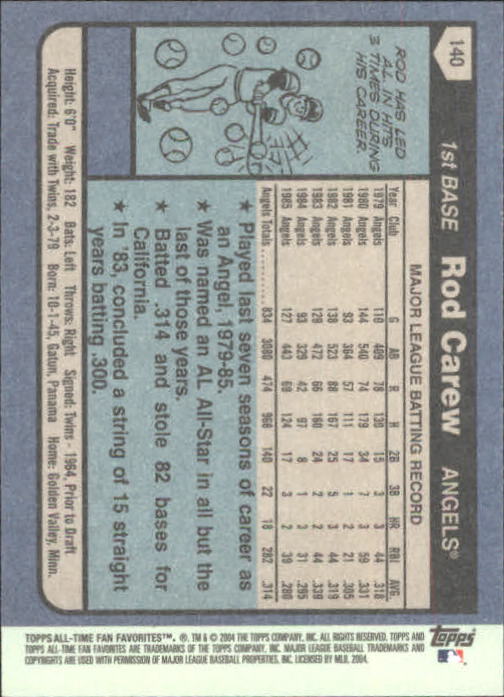 140
1st BASE Rod Carew ANGELS®
ROD HAS LED
A.L. IN HITS
3 TIMES DURING
HIS CAREER.
MAJOR LEAGUE BATTING RECORD
Year Club G AB R H 2B 3B HR RBI AVG.
1979 Angels 110 409 78 130 15 3 3 44 .318
1980 Angels 144 540 74 179 34 7 3 59 .331
1981 Angels 93 364 57 111 17 1 2 21 .305
1982 Angels 138 523 88 167 25 5 3 44 .319
1983 Angels 129 472 66 160 24 2 2 44 .339
1984 Angels 93 329 42 97 8 1 3 31 .295
1985 Angels 127 443 69 124 17 3 2 39 .280
Angels Totals 834 3080 474 968 140 22 18 282 .314
★ Played last seven seasons of career as
an Angel, 1979-85.
★ Was named an AL All-Star in all but the
last of those years.
★ Batted .314 and stole 82 bases for
California.
★ In '83, concluded a string of 15 straight
years batting .300.
Height: 6'0" Weight: 182 Bats: Left Throws: Right Signed: Twins - 1964, Prior to Draft
Acquired: Trade with Twins, 2-3-79 Born: 10-1-45, Gatun, Panama Home: Golden Valley, Minn.
TOPPS ALL-TIME FAN FAVORITES™. ®, TM & © 2004 THE TOPPS COMPANY, INC. ALL RIGHTS RESERVED. TOPPS AND
TOPPS ALL-TIME FAN FAVORITES ARE TRADEMARKS OF THE TOPPS COMPANY, INC. MAJOR LEAGUE BASEBALL TRADEMARKS AND
COPYRIGHTS ARE USED WITH PERMISSION OF MAJOR LEAGUE BASEBALL PROPERTIES, INC. LICENSED BY MLB, 2004.
Topps